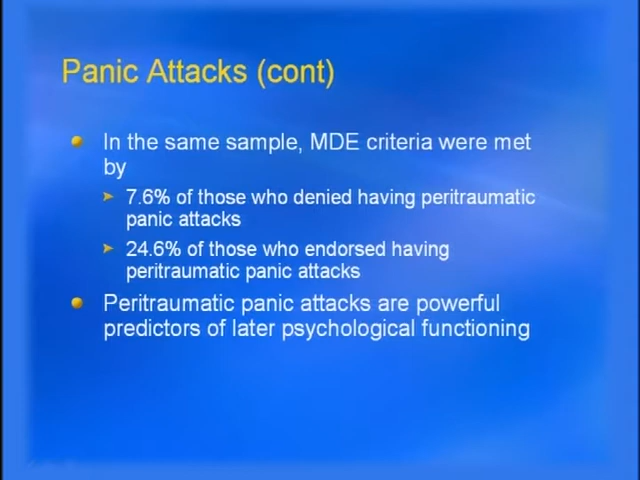 Panic Attacks (cont)
In the same sample, MDE criteria were met
by
7.6% of those who denied having peritraumatic
panic attacks
24.6% of those who endorsed having
peritraumatic panic attacks
Peritraumatic panic attacks are powerful
predictors of later psychological functioning